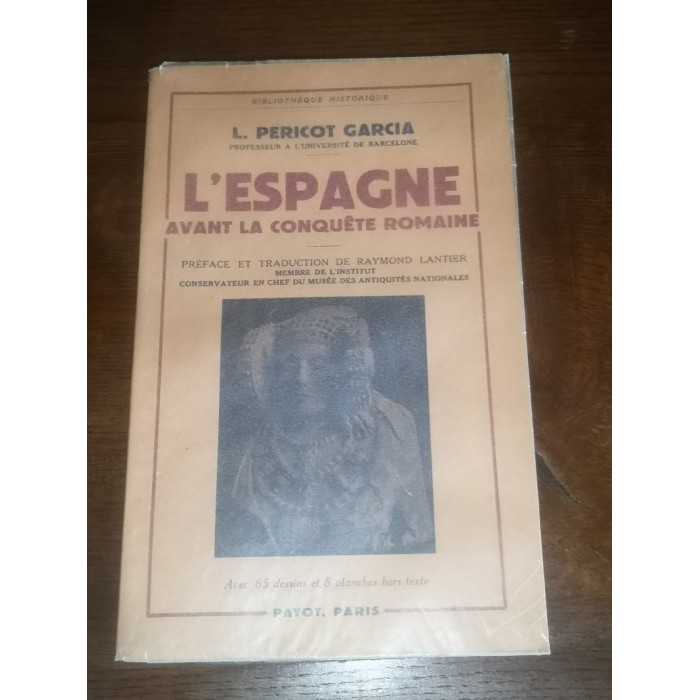 BIBLIOTHÈQUE HISTORIQUE
L. PERICOT GARCIA
PROFESSEUR A L'UNIVERSITÉ DE BARCELONE
L'ESPAGNE
AVANT LA CONQUÊTE ROMAINE
PRÉFACE ET TRADUCTION DE RAYMOND LANTIER
MEMBRE DE L'INSTITUT
CONSERVATEUR EN CHEF DU MUSÉE DES ANTIQUITÉS NATIONALES
Avec 65 dessins et 8 planches hors texte
PAYOT, PARIS